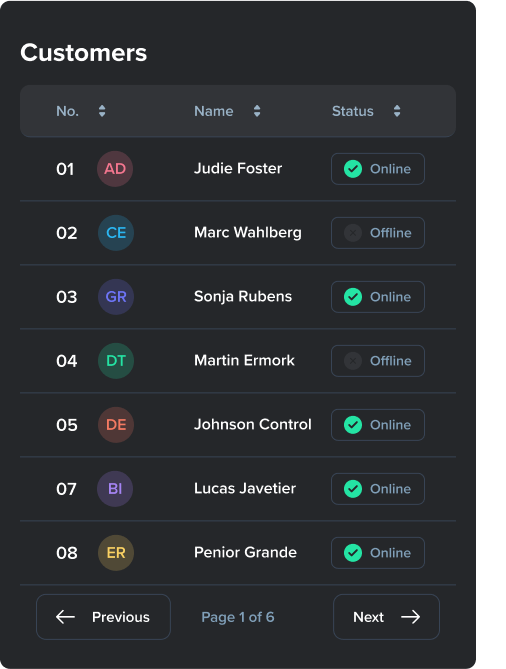 Customers
No. Name Status
01 AD Judie Foster Online
02 CE Marc Wahlberg Offline
03 GR Sonja Rubens Online
04 DT Martin Ermork Offline
05 DE Johnson Control Online
07 BI Lucas Javetier Online
08 ER Penior Grande Online
Previous Page 1 of 6 Next